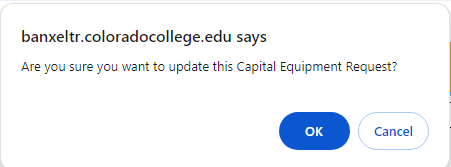 banxeltr.coloradocollege.edu says
Are you sure you want to update this Capital Equipment Request?
OK
Cancel